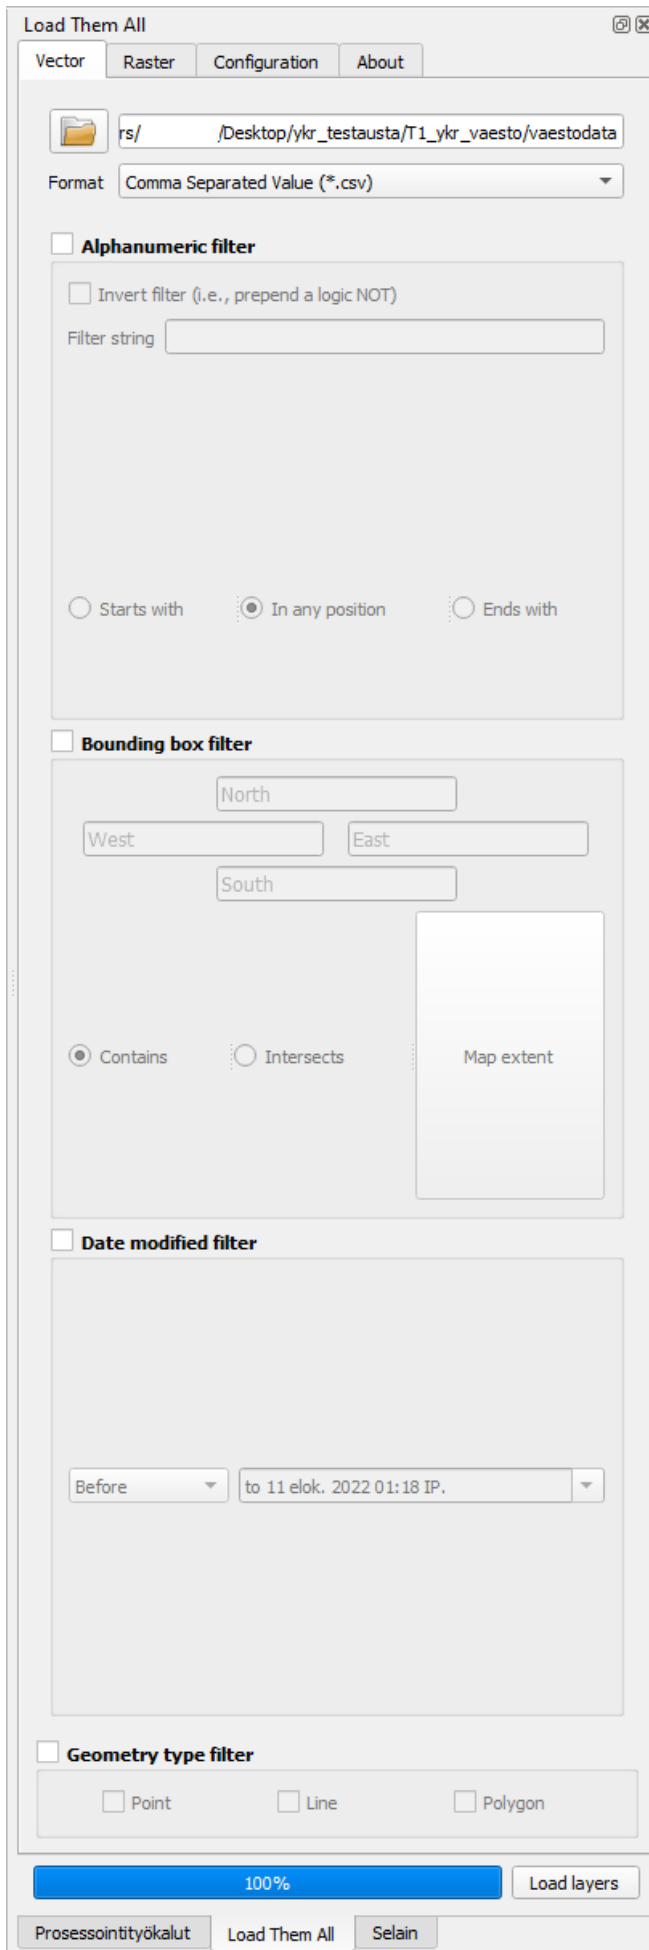 Load Them All
Vector Raster Configuration About
rs/ /Desktop/ykr_testausta/T1_ykr_vaesto/vaestodata
Format Comma Separated Value (*.csv)
Alphanumeric filter
Invert filter (i.e., prepend a logic NOT)
Filter string
Starts with In any position Ends with
Bounding box filter
North
West East
South
Contains Intersects Map extent
Date modified filter
Before to 11 elok. 2022 01:18 IP.
Geometry type filter
Point Line Polygon
100% Load layers
Prosessointityökalut Load Them All Selain